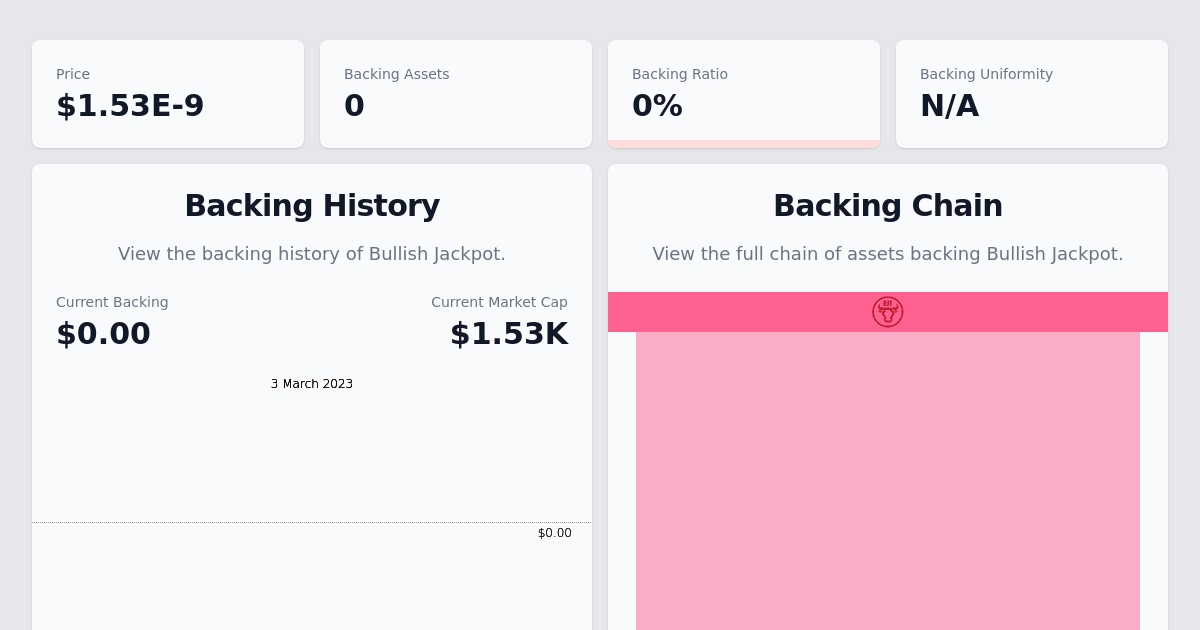 Price
$1.53E-9
Backing Assets
0
Backing Ratio
0%
Backing Uniformity
N/A
Backing History
View the backing history of Bullish Jackpot.
Current Backing
$0.00
Current Market Cap
$1.53K
3 March 2023
$0.00
Backing Chain
View the full chain of assets backing Bullish Jackpot.
BJT